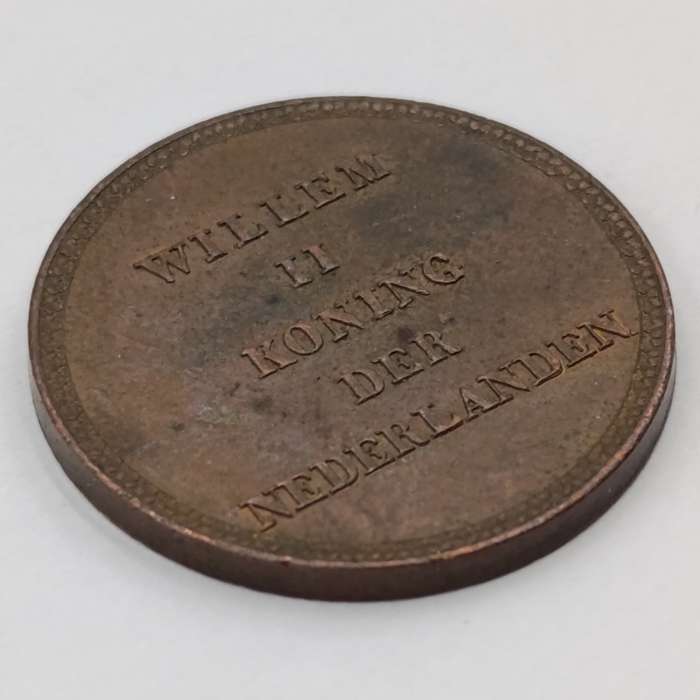 WILLEM
II
KONING
DER
NEDERLANDEN